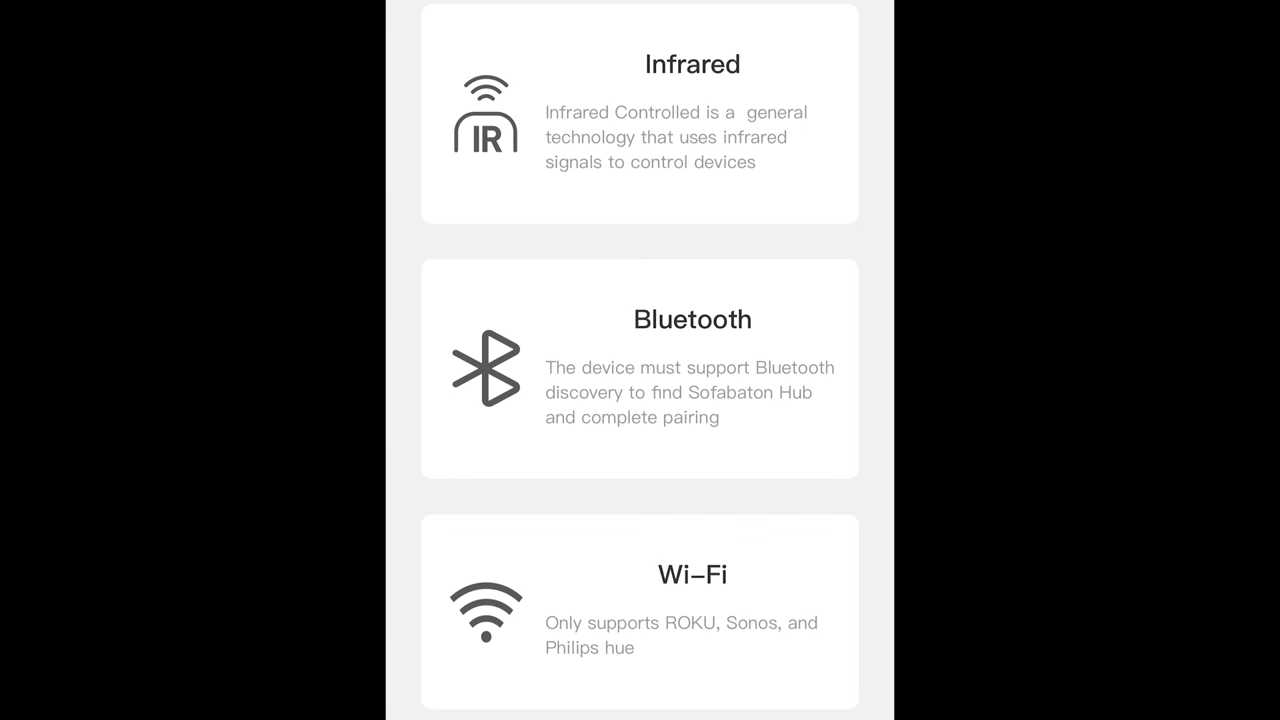 Infrared
IR
Infrared Controlled is a  general
technology that uses infrared
signals to control devices
Bluetooth
The device must support Bluetooth
discovery to find Sofabaton Hub
and complete pairing
Wi–Fi
Only supports ROKU, Sonos, and
Philips hue